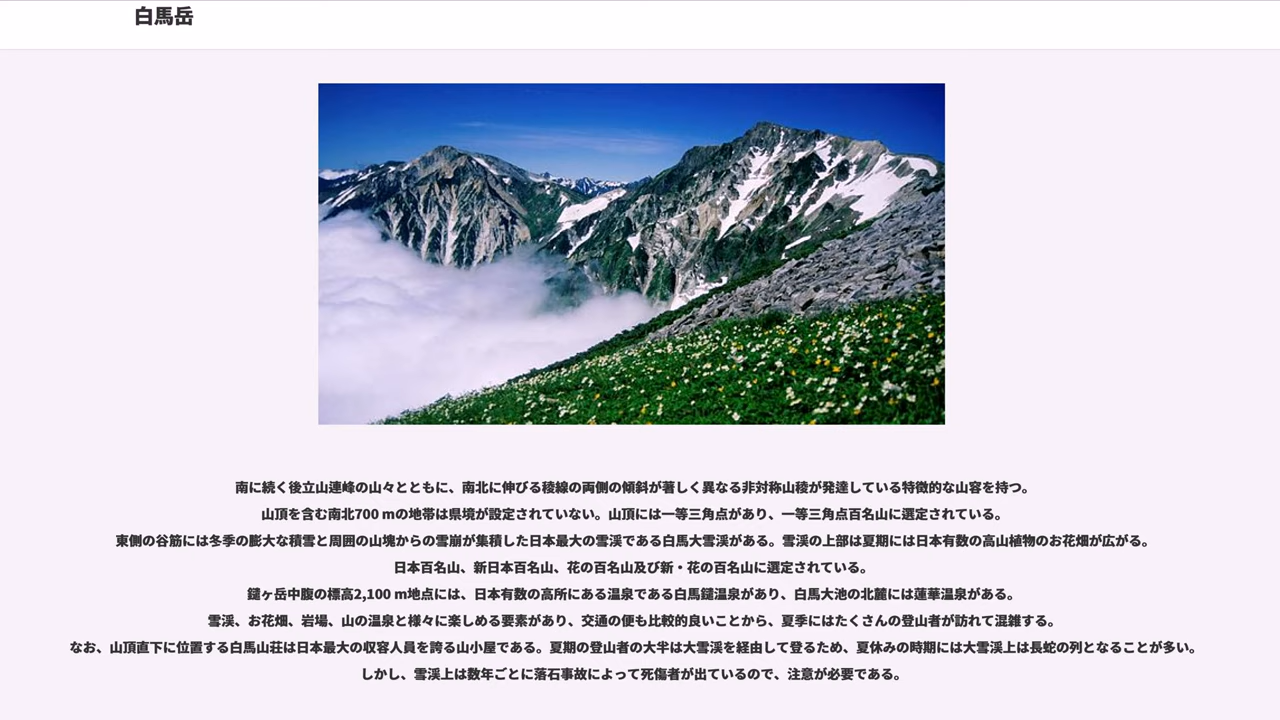 白馬岳
南に続く後立山連峰の山々とともに、南北に伸びる稜線の両側の傾斜が著しく異なる非対称山稜が発達している特徴的な山容を持つ。
山頂を含む南北700 mの地帯は県境が設定されていない。山頂には一等三角点があり、一等三角点百名山に選定されている。
東側の谷筋には冬季の膨大な積雪と周囲の山塊からの雪崩が集積した日本最大の雪渓である白馬大雪渓がある。雪渓の上部は夏期には日本有数の高山植物のお花畑が広がる。
日本百名山、新日本百名山、花の百名山及び新・花の百名山に選定されている。
鑓ヶ岳中腹の標高2,100 m地点には、日本有数の高所にある温泉である白馬鑓温泉があり、白馬大池の北麓には蓮華温泉がある。
雪渓、お花畑、岩場、山の温泉と様々に楽しめる要素があり、交通の便も比較的良いことから、夏季にはたくさんの登山者が訪れて混雑する。
なお、山頂直下に位置する白馬山荘は日本最大の収容人員を誇る山小屋である。夏期の登山者の大半は大雪渓を経由して登るため、夏休みの時期には大雪渓上は長蛇の列となることが多い。
しかし、雪渓上は数年ごとに落石事故によって死傷者が出ているので、注意が必要である。